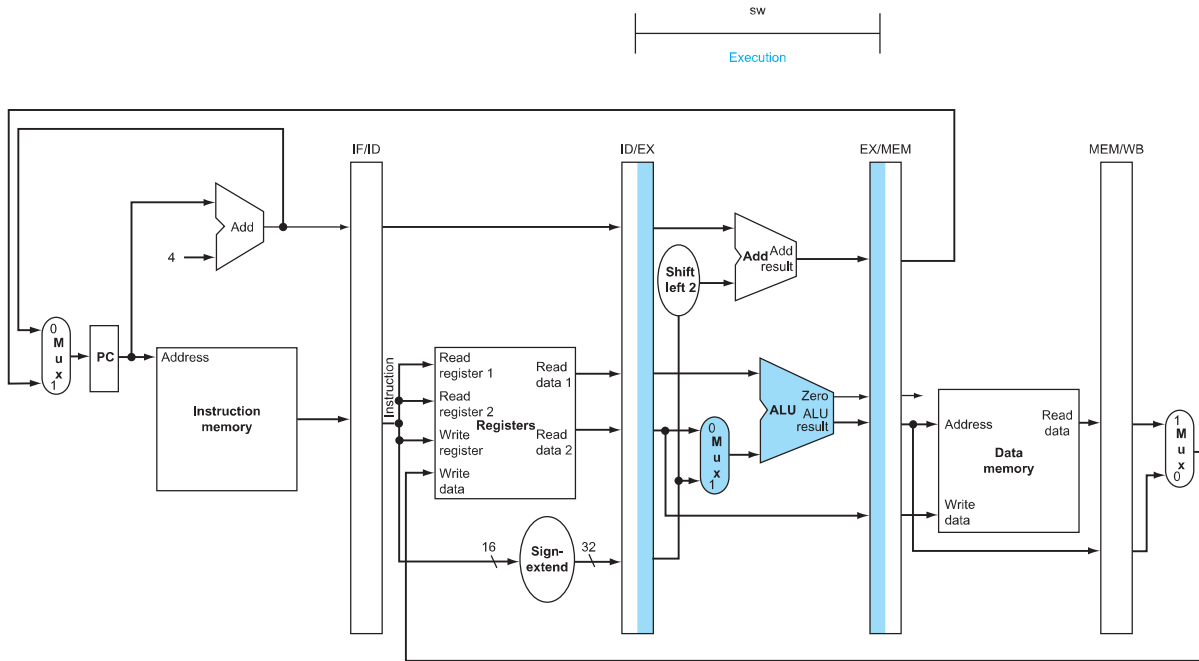 sw
Execution
IF/ID
ID/EX
EX/MEM
MEM/WB
Add
4
Shift
left 2
Add
Add
result
0
M
u
x
1
PC
Address
Instruction
memory
Instruction
Read
register 1
Read
register 2
Write
register
Write
data
Registers
Read
data 1
Read
data 2
16
Sign-
extend
32
0
M
u
x
1
ALU
Zero
ALU
result
Address
Write
data
Data
memory
Read
data
1
M
u
x
0